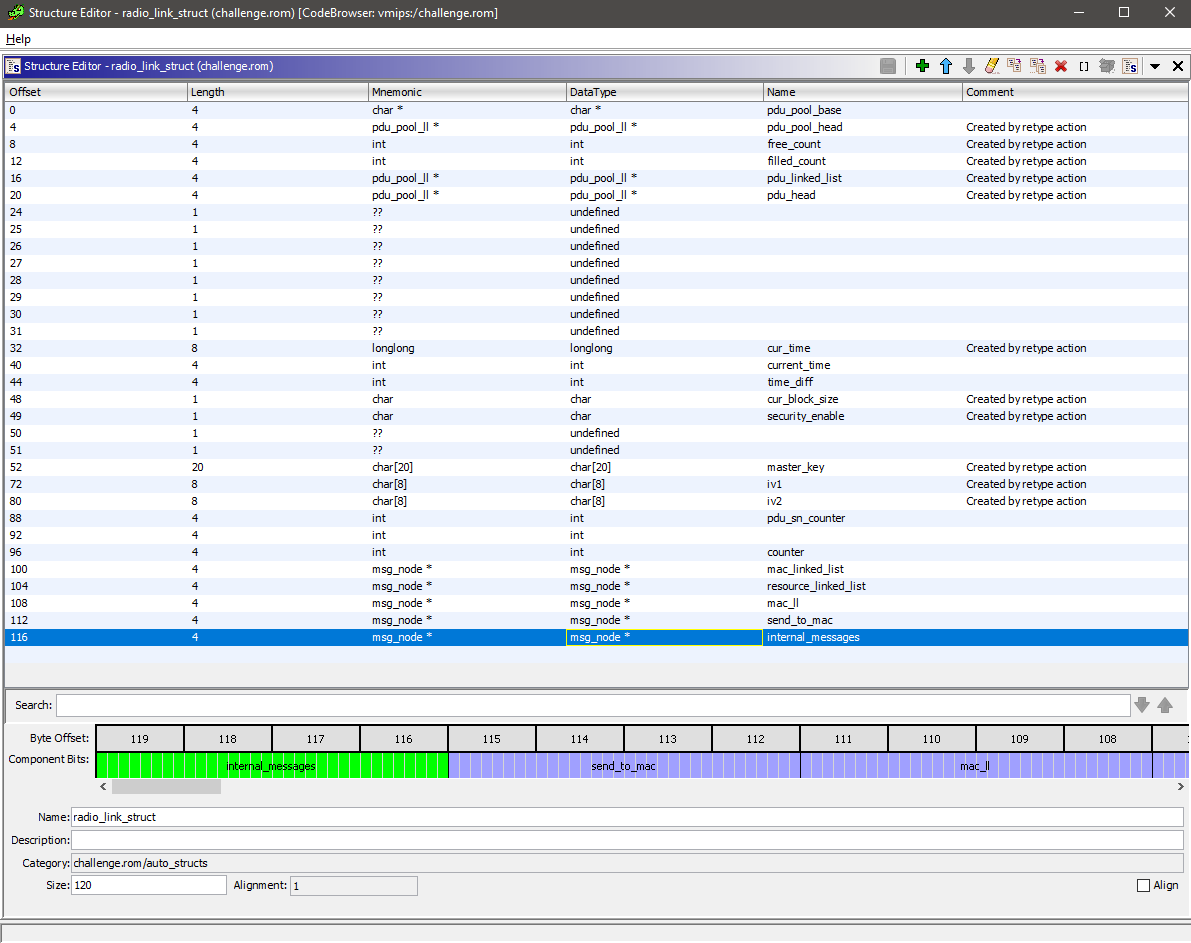 Structure Editor - radio_link_struct (challenge.rom) [CodeBrowser: vmips:/challenge.rom]
Help
Structure Editor - radio_link_struct (challenge.rom)
Offset Length Mnemonic DataType Name Comment
0 4 char * char * pdu_pool_base
4 4 pdu_pool_ll * pdu_pool_ll * pdu_pool_head Created by retype action
8 4 int int free_count Created by retype action
12 4 int int filled_count Created by retype action
16 4 pdu_pool_ll * pdu_pool_ll * pdu_linked_list Created by retype action
20 4 pdu_pool_ll * pdu_pool_ll * pdu_head Created by retype action
24 1 ?? undefined
25 1 ?? undefined
26 1 ?? undefined
27 1 ?? undefined
28 1 ?? undefined
29 1 ?? undefined
30 1 ?? undefined
31 1 ?? undefined
32 8 longlong longlong cur_time Created by retype action
40 4 int int current_time
44 4 int int time_diff
48 1 char char cur_block_size Created by retype action
49 1 char char security_enable Created by retype action
50 1 ?? undefined
51 1 ?? undefined
52 20 char[20] char[20] master_key Created by retype action
72 8 char[8] char[8] iv1 Created by retype action
80 8 char[8] char[8] iv2 Created by retype action
88 4 int int pdu_sn_counter
92 4 int int
96 4 int int counter
100 4 msg_node * msg_node * mac_linked_list
104 4 msg_node * msg_node * resource_linked_list
108 4 msg_node * msg_node * mac_ll
112 4 msg_node * msg_node * send_to_mac
116 4 msg_node * msg_node * internal_messages
Search:
Byte Offset: 119 118 117 116 115 114 113 112 111 110 109 108
Component Bits: internal_messages send_to_mac mac_ll
Name: radio_link_struct
Description:
Category: challenge.rom/auto_structs
Size: 120 Alignment: 1 Align